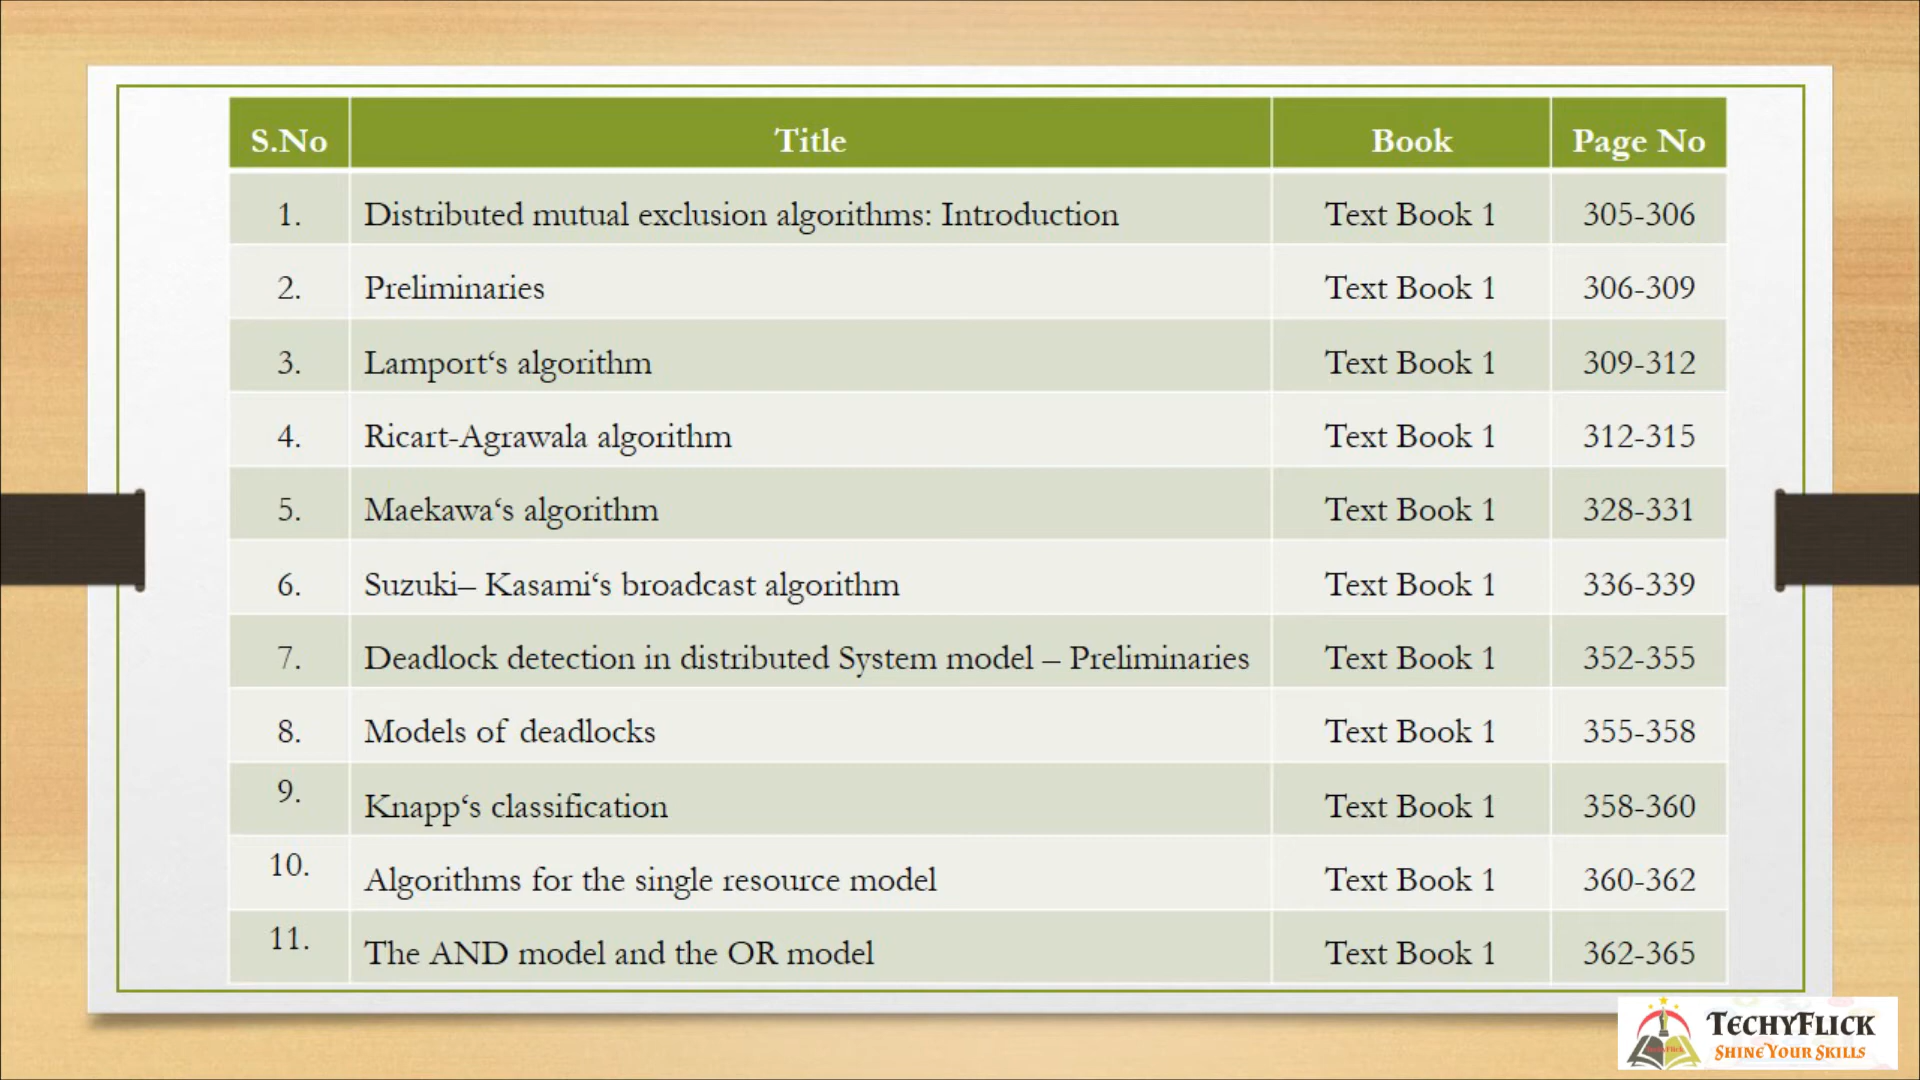 S.No Title Book Page No
1. Distributed mutual exclusion algorithms: Introduction Text Book 1 305-306
2. Preliminaries Text Book 1 306-309
3. Lamport‘s algorithm Text Book 1 309-312
4. Ricart-Agrawala algorithm Text Book 1 312-315
5. Maekawa‘s algorithm Text Book 1 328-331
6. Suzuki– Kasami‘s broadcast algorithm Text Book 1 336-339
7. Deadlock detection in distributed System model – Preliminaries Text Book 1 352-355
8. Models of deadlocks Text Book 1 355-358
9. Knapp‘s classification Text Book 1 358-360
10. Algorithms for the single resource model Text Book 1 360-362
11. The AND model and the OR model Text Book 1 362-365
TECHYFLICK
SHINE YOUR SKILLS